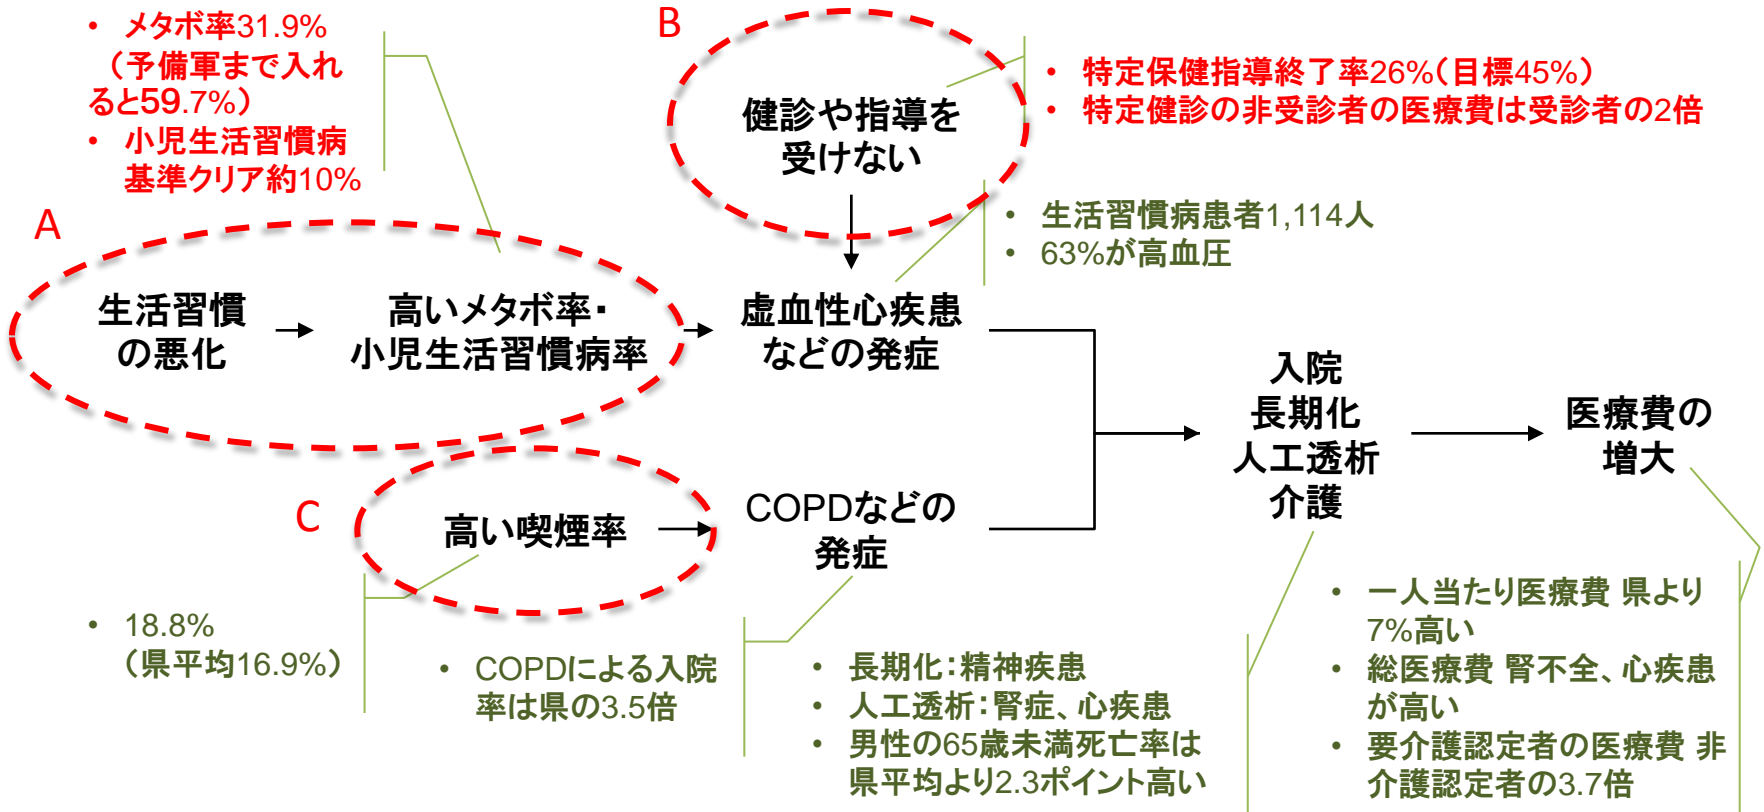 • メタボ率31.9%
（予備軍まで入れ
ると59.7%）
• 小児生活習慣病
基準クリア約10%
B
健診や指導を
受けない
• 特定保健指導終了率26%（目標45%）
• 特定健診の非受診者の医療費は受診者の2倍
• 生活習慣病患者1,114人
• 63%が高血圧
A
生活習慣
の悪化
高いメタボ率・
小児生活習慣病率
虚血性心疾患
などの発症
入院
長期化
人工透析
介護
医療費の
増大
C
高い喫煙率
COPDなどの
発症
• 18.8%
（県平均16.9%）
• COPDによる入院
率は県の3.5倍
• 長期化：精神疾患
• 人工透析：腎症、心疾患
• 男性の65歳未満死亡率は
県平均より2.3ポイント高い
• 一人当たり医療費 県より
7%高い
• 総医療費 腎不全、心疾患
が高い
• 要介護認定者の医療費 非
介護認定者の3.7倍